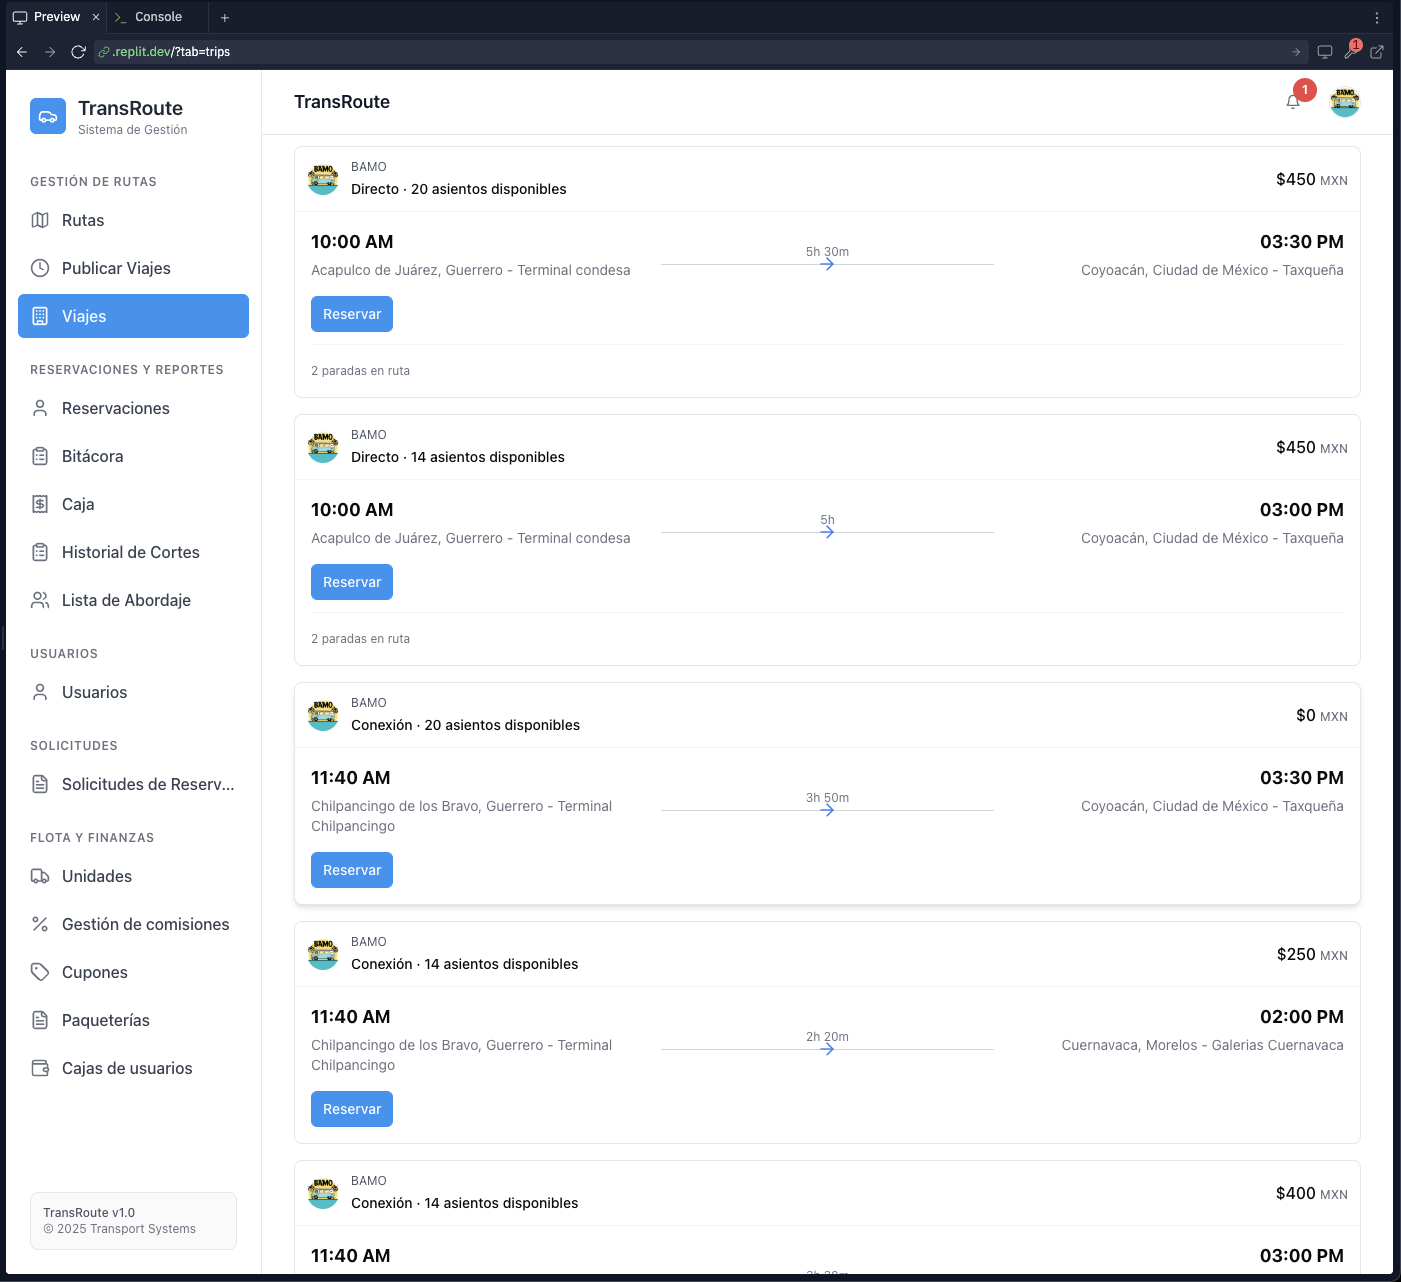 Preview
Console
.replit.dev/?tab=trips
1
TransRoute
Sistema de Gestión
GESTIÓN DE RUTAS
Rutas
Publicar Viajes
Viajes
RESERVACIONES Y REPORTES
Reservaciones
Bitácora
Caja
Historial de Cortes
Lista de Abordaje
USUARIOS
Usuarios
SOLICITUDES
Solicitudes de Reserv...
FLOTA Y FINANZAS
Unidades
Gestión de comisiones
Cupones
Paqueterías
Cajas de usuarios
TransRoute v1.0
© 2025 Transport Systems
TransRoute
1
BAMO
BAMO
BAMO
Directo · 20 asientos disponibles
$450 MXN
10:00 AM
Acapulco de Juárez, Guerrero - Terminal condesa
5h 30m
03:30 PM
Coyoacán, Ciudad de México - Taxqueña
Reservar
2 paradas en ruta
BAMO
BAMO
Directo · 14 asientos disponibles
$450 MXN
10:00 AM
Acapulco de Juárez, Guerrero - Terminal condesa
5h
03:00 PM
Coyoacán, Ciudad de México - Taxqueña
Reservar
2 paradas en ruta
BAMO
BAMO
Conexión · 20 asientos disponibles
$0 MXN
11:40 AM
Chilpancingo de los Bravo, Guerrero - Terminal
Chilpancingo
3h 50m
03:30 PM
Coyoacán, Ciudad de México - Taxqueña
Reservar
BAMO
BAMO
Conexión · 14 asientos disponibles
$250 MXN
11:40 AM
Chilpancingo de los Bravo, Guerrero - Terminal
Chilpancingo
2h 20m
02:00 PM
Cuernavaca, Morelos - Galerias Cuernavaca
Reservar
BAMO
BAMO
Conexión · 14 asientos disponibles
$400 MXN
11:40 AM
03:00 PM